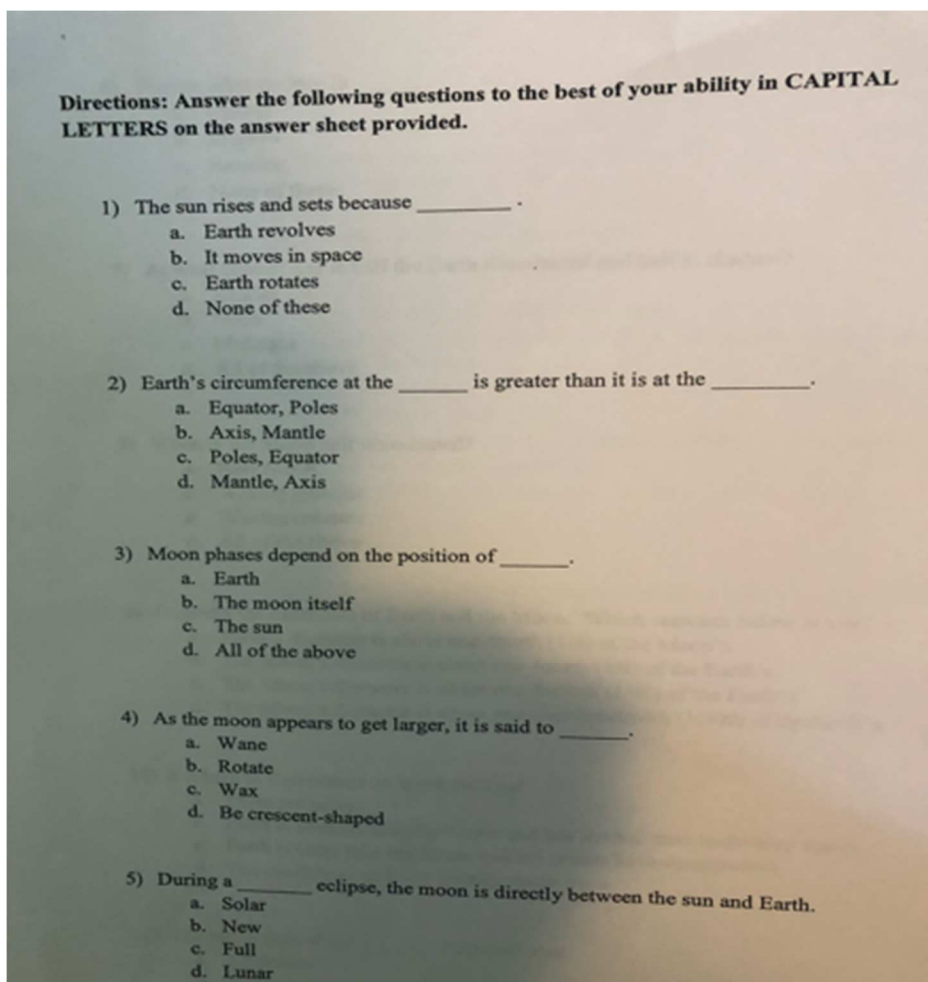 Directions: Answer the following questions to the best of your ability in CAPITAL
LETTERS on the answer sheet provided.
1) The sun rises and sets because ________ .
a. Earth revolves
b. It moves in space
c. Earth rotates
d. None of these
2) Earth's circumference at the ______ is greater than it is at the ________.
a. Equator, Poles
b. Axis, Mantle
c. Poles, Equator
d. Mantle, Axis
3) Moon phases depend on the position of ______.
a. Earth
b. The moon itself
c. The sun
d. All of the above
4) As the moon appears to get larger, it is said to ______.
a. Wane
b. Rotate
c. Wax
d. Be crescent-shaped
5) During a ______ eclipse, the moon is directly between the sun and Earth.
a. Solar
b. New
c. Full
d. Lunar